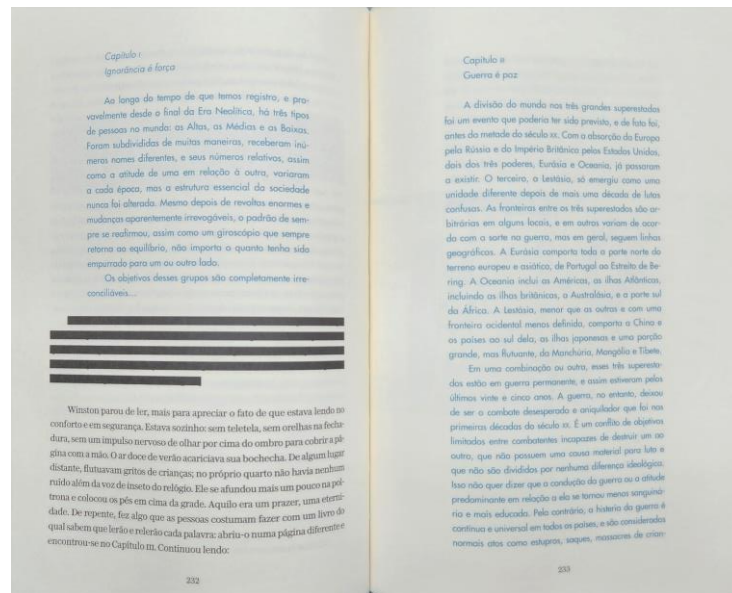 Capítulo I
Ignorância é força
Ao longo do tempo de que temos registro, e pro-
vavelmente desde o final da Era Neolítica, há três tipos
de pessoas no mundo: as Altas, as Médias e as Baixas.
Foram subdivididas de muitas maneiras, receberam inú-
meros nomes diferentes, e seus números relativos, assim
como a atitude de uma em relação à outra, variaram
a cada época, mas a estrutura essencial da sociedade
nunca foi alterada. Mesmo depois de revoltas enormes e
mudanças aparentemente irrevogáveis, o padrão de sem-
pre se reafirmou, assim como um giroscópio que sempre
retorna ao equilíbrio, não importa o quanto tenha sido
empurrado para um ou outro lado.
Os objetivos desses grupos são completamente irre-
conciliáveis...
Winston parou de ler, mais para apreciar o fato de que estava lendo no
conforto e em segurança. Estava sozinho: sem teletela, sem orelhas na fecha-
dura, sem um impulso nervoso de olhar por cima do ombro para cobrir a pá-
gina com a mão. O ar doce de verão acariciava sua bochecha. De algum lugar
distante, flutuavam gritos de crianças; no próprio quarto não havia nenhum
ruído além da voz de inseto do relógio. Ele se afundou mais um pouco na pol-
trona e colocou os pés em cima da grade. Aquilo era um prazer, uma eterni-
dade. De repente, fez algo que as pessoas costumam fazer com um livro do
qual sabem que lerão e relerão cada palavra: abriu-o numa página diferente e
encontrou-se no Capítulo III. Continuou lendo:
232
Capítulo II
Guerra é paz
A divisão do mundo nos três grandes superestados
foi um evento que poderia ter sido previsto, e de fato foi,
antes da metade do século XX. Com a absorção da Europa
pela Rússia e do Império Britânico pelos Estados Unidos,
dois dos três poderes, Eurásia e Oceania, já passaram
a existir. O terceiro, a Lestásia, só emergiu como uma
unidade diferente depois de mais uma década de lutas
confusas. As fronteiras entre os três superestados são ar-
bitrárias em alguns locais, e em outros variam de acor-
do com a sorte na guerra, mas em geral, seguem linhas
geográficas. A Eurásia comporta toda a parte norte do
terreno europeu e asiático, de Portugal ao Estreito de Be-
ring. A Oceania inclui as Américas, as ilhas Atlânticas,
incluindo as ilhas britânicas, a Australásia, e a parte sul
da África. A Lestásia, menor que as outras e com uma
fronteira ocidental menos definida, comporta a China e
os países ao sul dela, as ilhas japonesas e uma porção
grande, mas flutuante, da Manchúria, Mongólia e Tibete.
Em uma combinação ou outra, esses três superesta-
dos estão em guerra permanente, e assim estiveram pelos
últimos vinte e cinco anos. A guerra, no entanto, deixou
de ser o combate desesperado e aniquilador que foi nas
primeiras décadas do século XX. É um conflito de objetivos
limitados entre combatentes incapazes de destruir um ao
outro, que não possuem uma causa material para luta e
que não são divididos por nenhuma diferença ideológica.
Isso não quer dizer que a condução da guerra ou a atitude
predominante em relação a ela se tornou menos sanguiná-
ria e mais educada. Pelo contrário, a histeria da guerra é
contínua e universal em todos os países, e são considerados
normais atos como estupros, saques, massacres de crian-
233